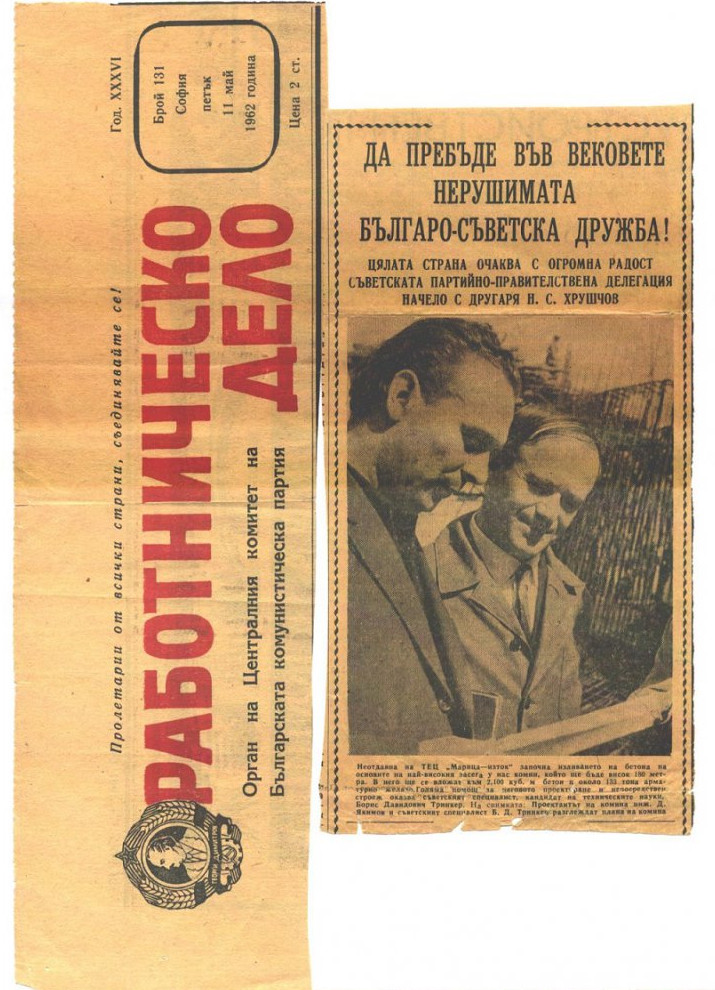 Пролетарии от всички страни, съединявайте се!
Год. XXXVI
РАБОТНИЧЕСКО
ДЕЛО
Орган на Централния комитет на
Българската комунистическа партия
Брой 131
София
петък
11 май
1962 година
Цена 2 ст.
ГЕОРГИ ДИМИТРОВ
ДА ПРЕБЪДЕ ВЪВ ВЕКОВЕТЕ
НЕРУШИМАТА
БЪЛГАРО-СЪВЕТСКА ДРУЖБА!
ЦЯЛАТА СТРАНА ОЧАКВА С ОГРОМНА РАДОСТ
СЪВЕТСКАТА ПАРТИЙНО-ПРАВИТЕЛСТВЕНА ДЕЛЕГАЦИЯ
НАЧЕЛО С ДРУГАРЯ Н. С. ХРУШЧОВ
Неотдавна на ТЕЦ „Марица—изток" започна изливането на бетона на
основите на най-високия засега у нас комин, който ще бъде висок 180 мет-
ра. В него ще се вложат към 2,100 куб. м бетон и около 153 тона арма-
турно желязо. Голяма помощ за неговото проектиране и непосредствен
строеж оказва съветският специалист, кандидат на техническите науки,
Борис Давидович Тринкер. На снимката: Проектантът на комина инж. Д.
Якимов и съветският специалист Б. Д. Тринкер разглеждат плана на комина